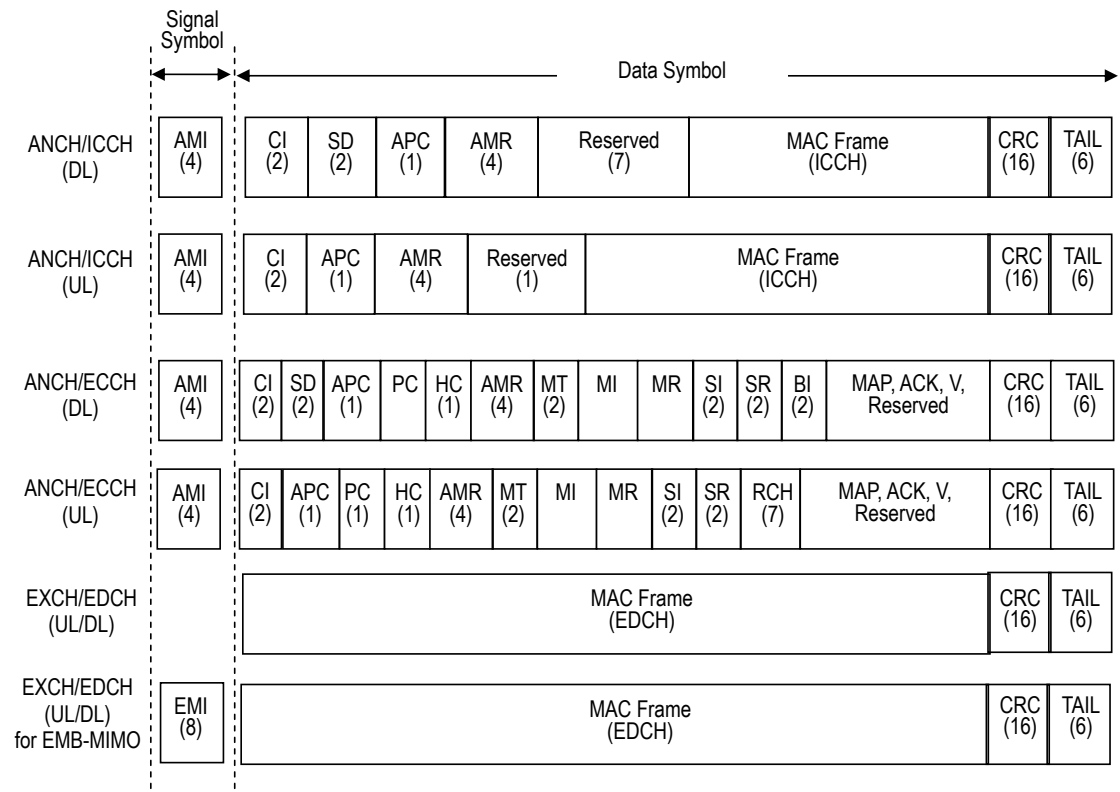 Signal
Symbol
Data Symbol
ANCH/ICCH
(DL)
AMI
(4)
CI
(2)
SD
(2)
APC
(1)
AMR
(4)
Reserved
(7)
MAC Frame
(ICCH)
CRC
(16)
TAIL
(6)
ANCH/ICCH
(UL)
AMI
(4)
CI
(2)
APC
(1)
AMR
(4)
Reserved
(1)
MAC Frame
(ICCH)
CRC
(16)
TAIL
(6)
ANCH/ECCH
(DL)
AMI
(4)
CI
(2)
SD
(2)
APC
(1)
PC
HC
(1)
AMR
(4)
MT
(2)
MI
MR
SI
(2)
SR
(2)
BI
(2)
MAP, ACK, V,
Reserved
CRC
(16)
TAIL
(6)
ANCH/ECCH
(UL)
AMI
(4)
CI
(2)
APC
(1)
PC
(1)
HC
(1)
AMR
(4)
MT
(2)
MI
MR
SI
(2)
SR
(2)
RCH
(7)
MAP, ACK, V,
Reserved
CRC
(16)
TAIL
(6)
EXCH/EDCH
(UL/DL)
MAC Frame
(EDCH)
CRC
(16)
TAIL
(6)
EXCH/EDCH
(UL/DL)
for EMB-MIMO
EMI
(8)
MAC Frame
(EDCH)
CRC
(16)
TAIL
(6)